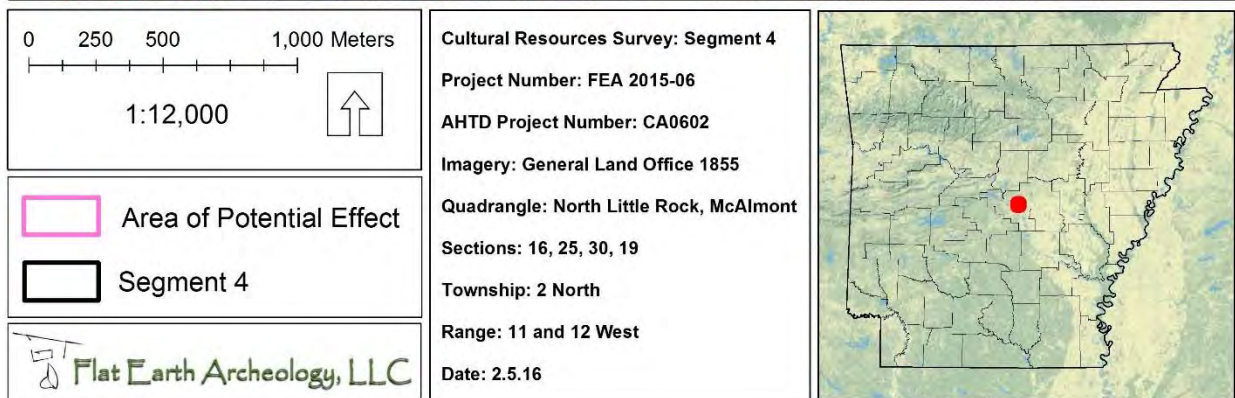 0 250 500 1,000 Meters
1:12,000
Area of Potential Effect
Segment 4
Flat Earth Archeology, LLC
Cultural Resources Survey: Segment 4
Project Number: FEA 2015-06
AHTD Project Number: CA0602
Imagery: General Land Office 1855
Quadrangle: North Little Rock, McAlmont
Sections: 16, 25, 30, 19
Township: 2 North
Range: 11 and 12 West
Date: 2.5.16